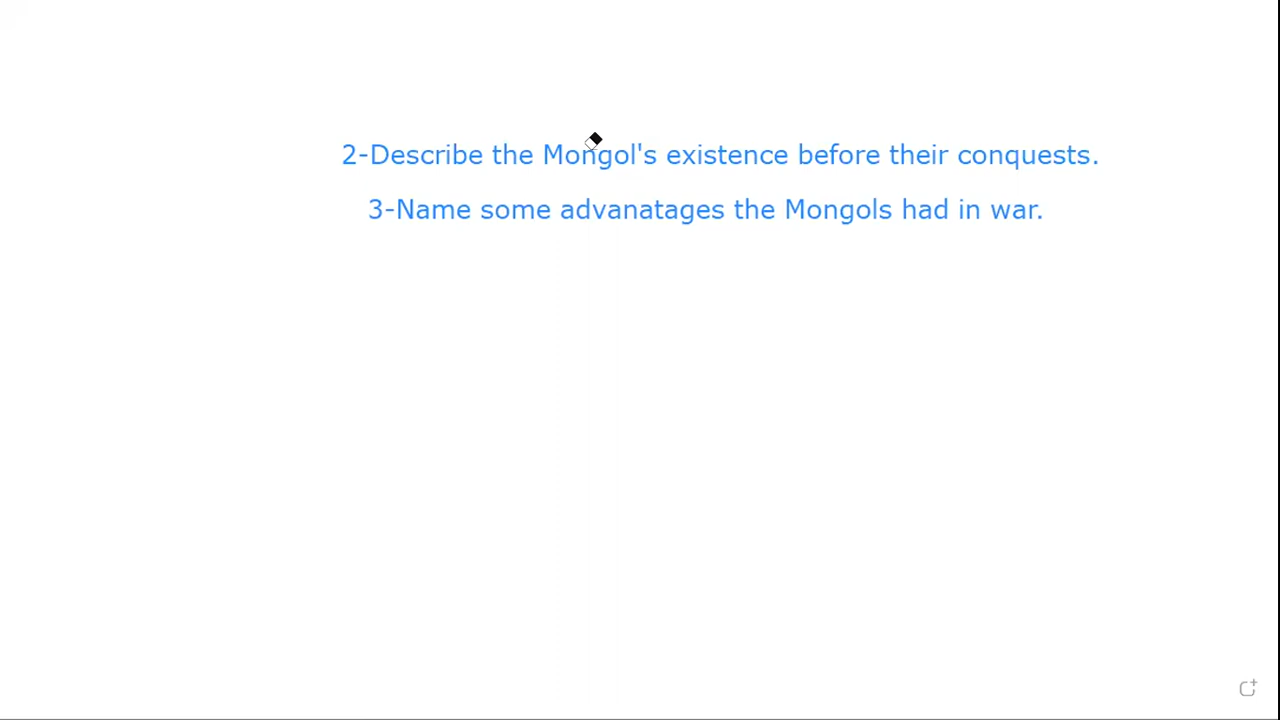 2-Describe the Mongol's existence before their conquests.
3-Name some advanatages the Mongols had in war.